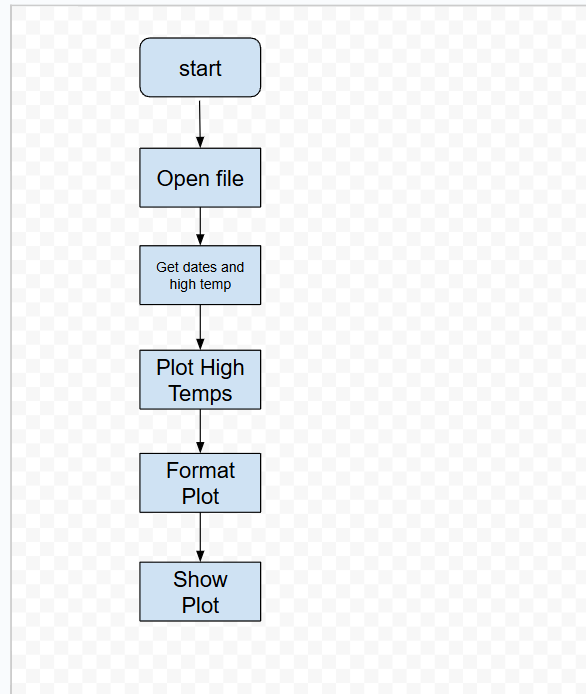 start
Open file
Get dates and
high temp
Plot High
Temps
Format
Plot
Show
Plot